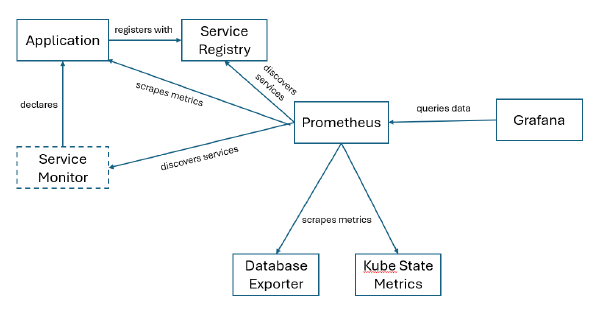 Application
registers with
Service
Registry
discovers
services
scrapes metrics
declares
Prometheus
queries data
Grafana
Service
Monitor
discovers services
scrapes metrics
Database
Exporter
Kube State
Metrics